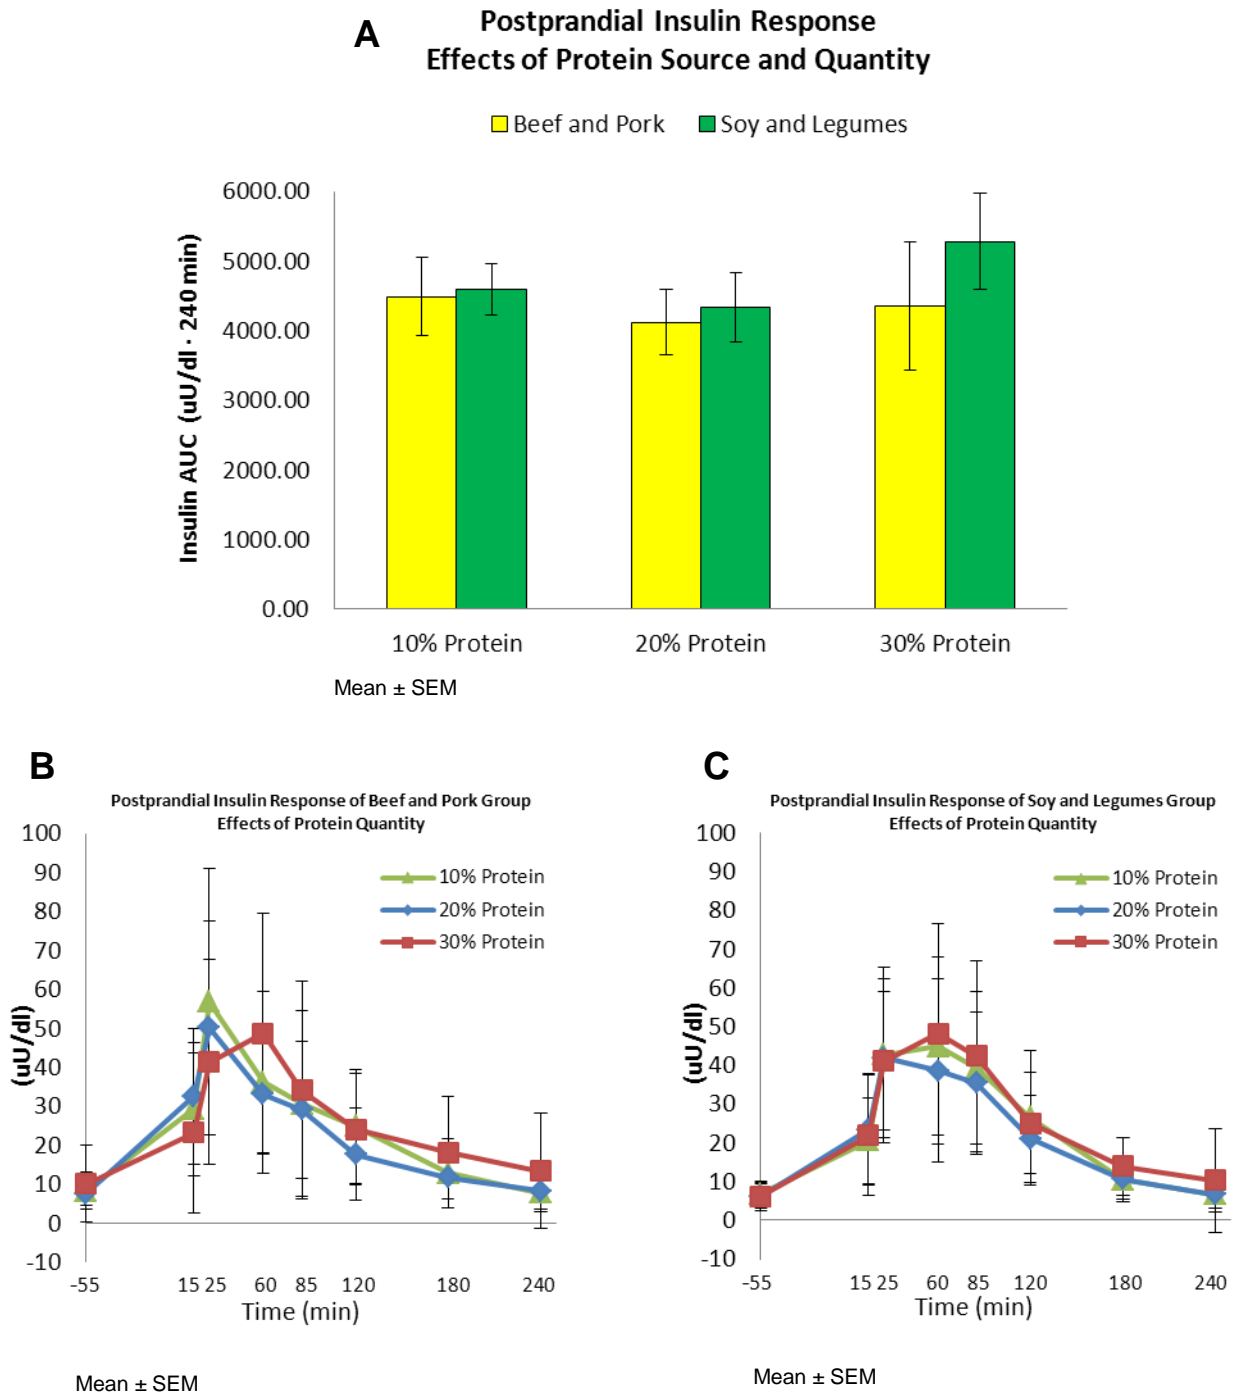 A
Postprandial Insulin Response
Effects of Protein Source and Quantity
Beef and Pork
Soy and Legumes
Insulin AUC (uU/dl · 240 min)
6000.00
5000.00
4000.00
3000.00
2000.00
1000.00
0.00
10% Protein
20% Protein
30% Protein
Mean ± SEM
B
Postprandial Insulin Response of Beef and Pork Group
Effects of Protein Quantity
(uU/dl)
100
90
80
70
60
50
40
30
20
10
0
-10
10% Protein
20% Protein
30% Protein
-55 15 25 60 85 120 180 240
Time (min)
Mean ± SEM
C
Postprandial Insulin Response of Soy and Legumes Group
Effects of Protein Quantity
(uU/dl)
100
90
80
70
60
50
40
30
20
10
0
-10
10% Protein
20% Protein
30% Protein
-55 15 25 60 85 120 180 240
Time (min)
Mean ± SEM